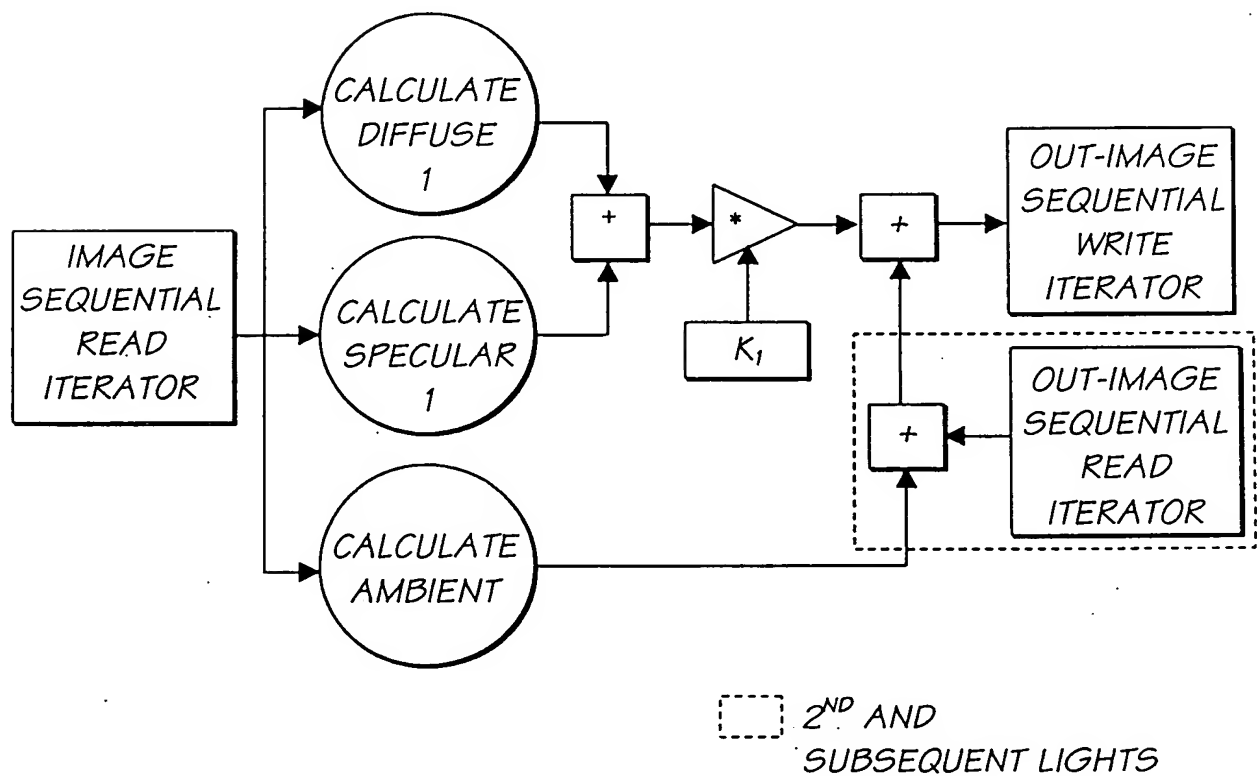 CALCULATE
DIFFUSE
1
IMAGE
SEQUENTIAL
READ
ITERATOR
CALCULATE
SPECULAR
1
CALCULATE
AMBIENT
+
*
K₁
+
OUT-IMAGE
SEQUENTIAL
WRITE
ITERATOR
+
OUT-IMAGE
SEQUENTIAL
READ
ITERATOR
2ND AND
SUBSEQUENT LIGHTS